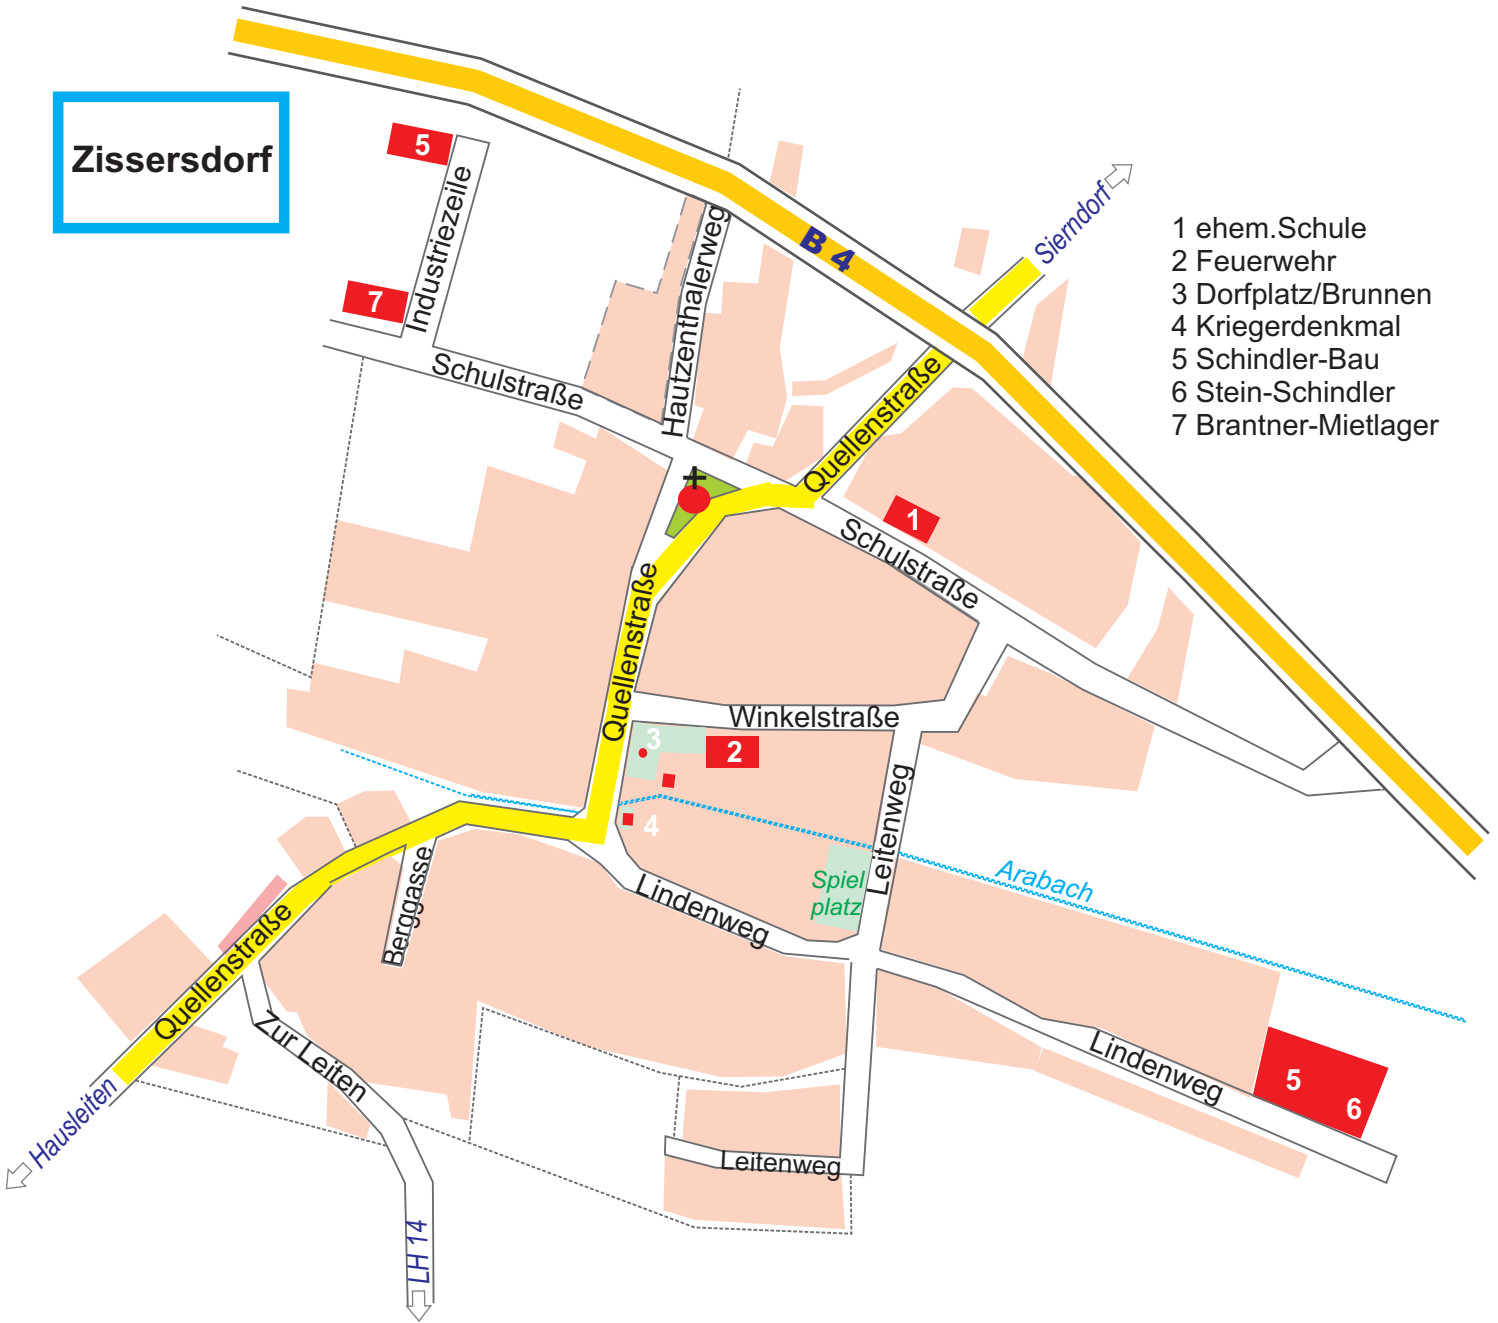 Zissersdorf
5
7
Industriezeile
Schulstraße
Hautzenthalerweg
B 4
Sierndorf
1 ehem.Schule
2 Feuerwehr
3 Dorfplatz/Brunnen
4 Kriegerdenkmal
5 Schindler-Bau
6 Stein-Schindler
7 Brantner-Mietlager
Quellenstraße
1
Schulstraße
Quellenstraße
Winkelstraße
3
2
4
Leitenweg
Spiel
platz
Arabach
Lindenweg
Berggasse
Quellenstraße
Zur Leiten
Hausleiten
LH 14
Leitenweg
Lindenweg
5
6